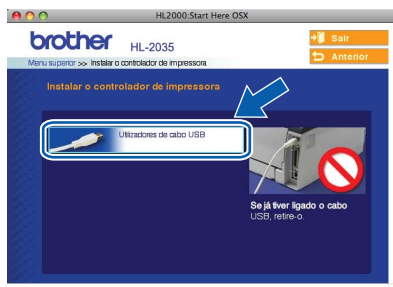 HL2000:Start Here OSX
brother HL-2035
Sair
Anterior
Menu superior >> Instalar o controlador de impressora
Instalar o controlador de impressora
Utilizadores de cabo USB
Se já tiver ligado o cabo
USB, retire-o.